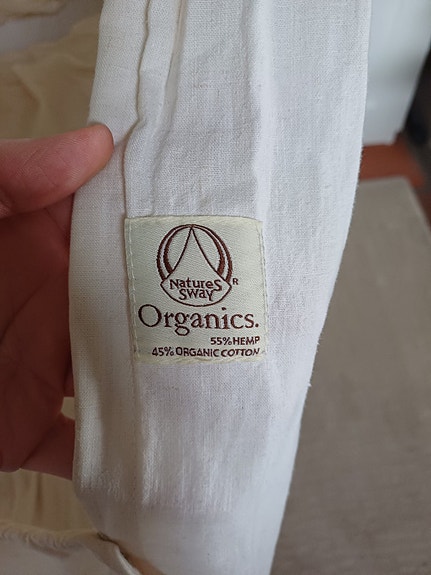 Natures
Sway
R
Organics.
55% HEMP
45% ORGANIC COTTON